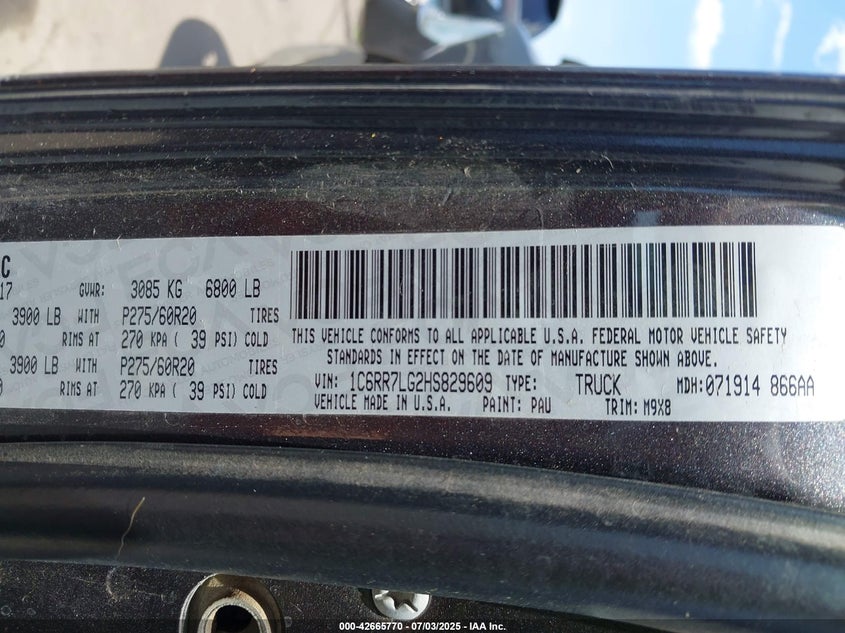 C
17 GVWR: 3085 KG 6800 LB
3900 LB WITH P275/60R20 TIRES
0 RIMS AT 270 KPA ( 39 PSI) COLD
3900 LB WITH P275/60R20 TIRES
0 RIMS AT 270 KPA ( 39 PSI) COLD
THIS VEHICLE CONFORMS TO ALL APPLICABLE U.S.A. FEDERAL MOTOR VEHICLE SAFETY
STANDARDS IN EFFECT ON THE DATE OF MANUFACTURE SHOWN ABOVE.
VIN: 1C6RR7LG2HS829609 TYPE: TRUCK MDH:071914 866AA
VEHICLE MADE IN U.S.A. PAINT: PAU TRIM: M9X8
000-42665770 - 07/03/2025 - IAA Inc.